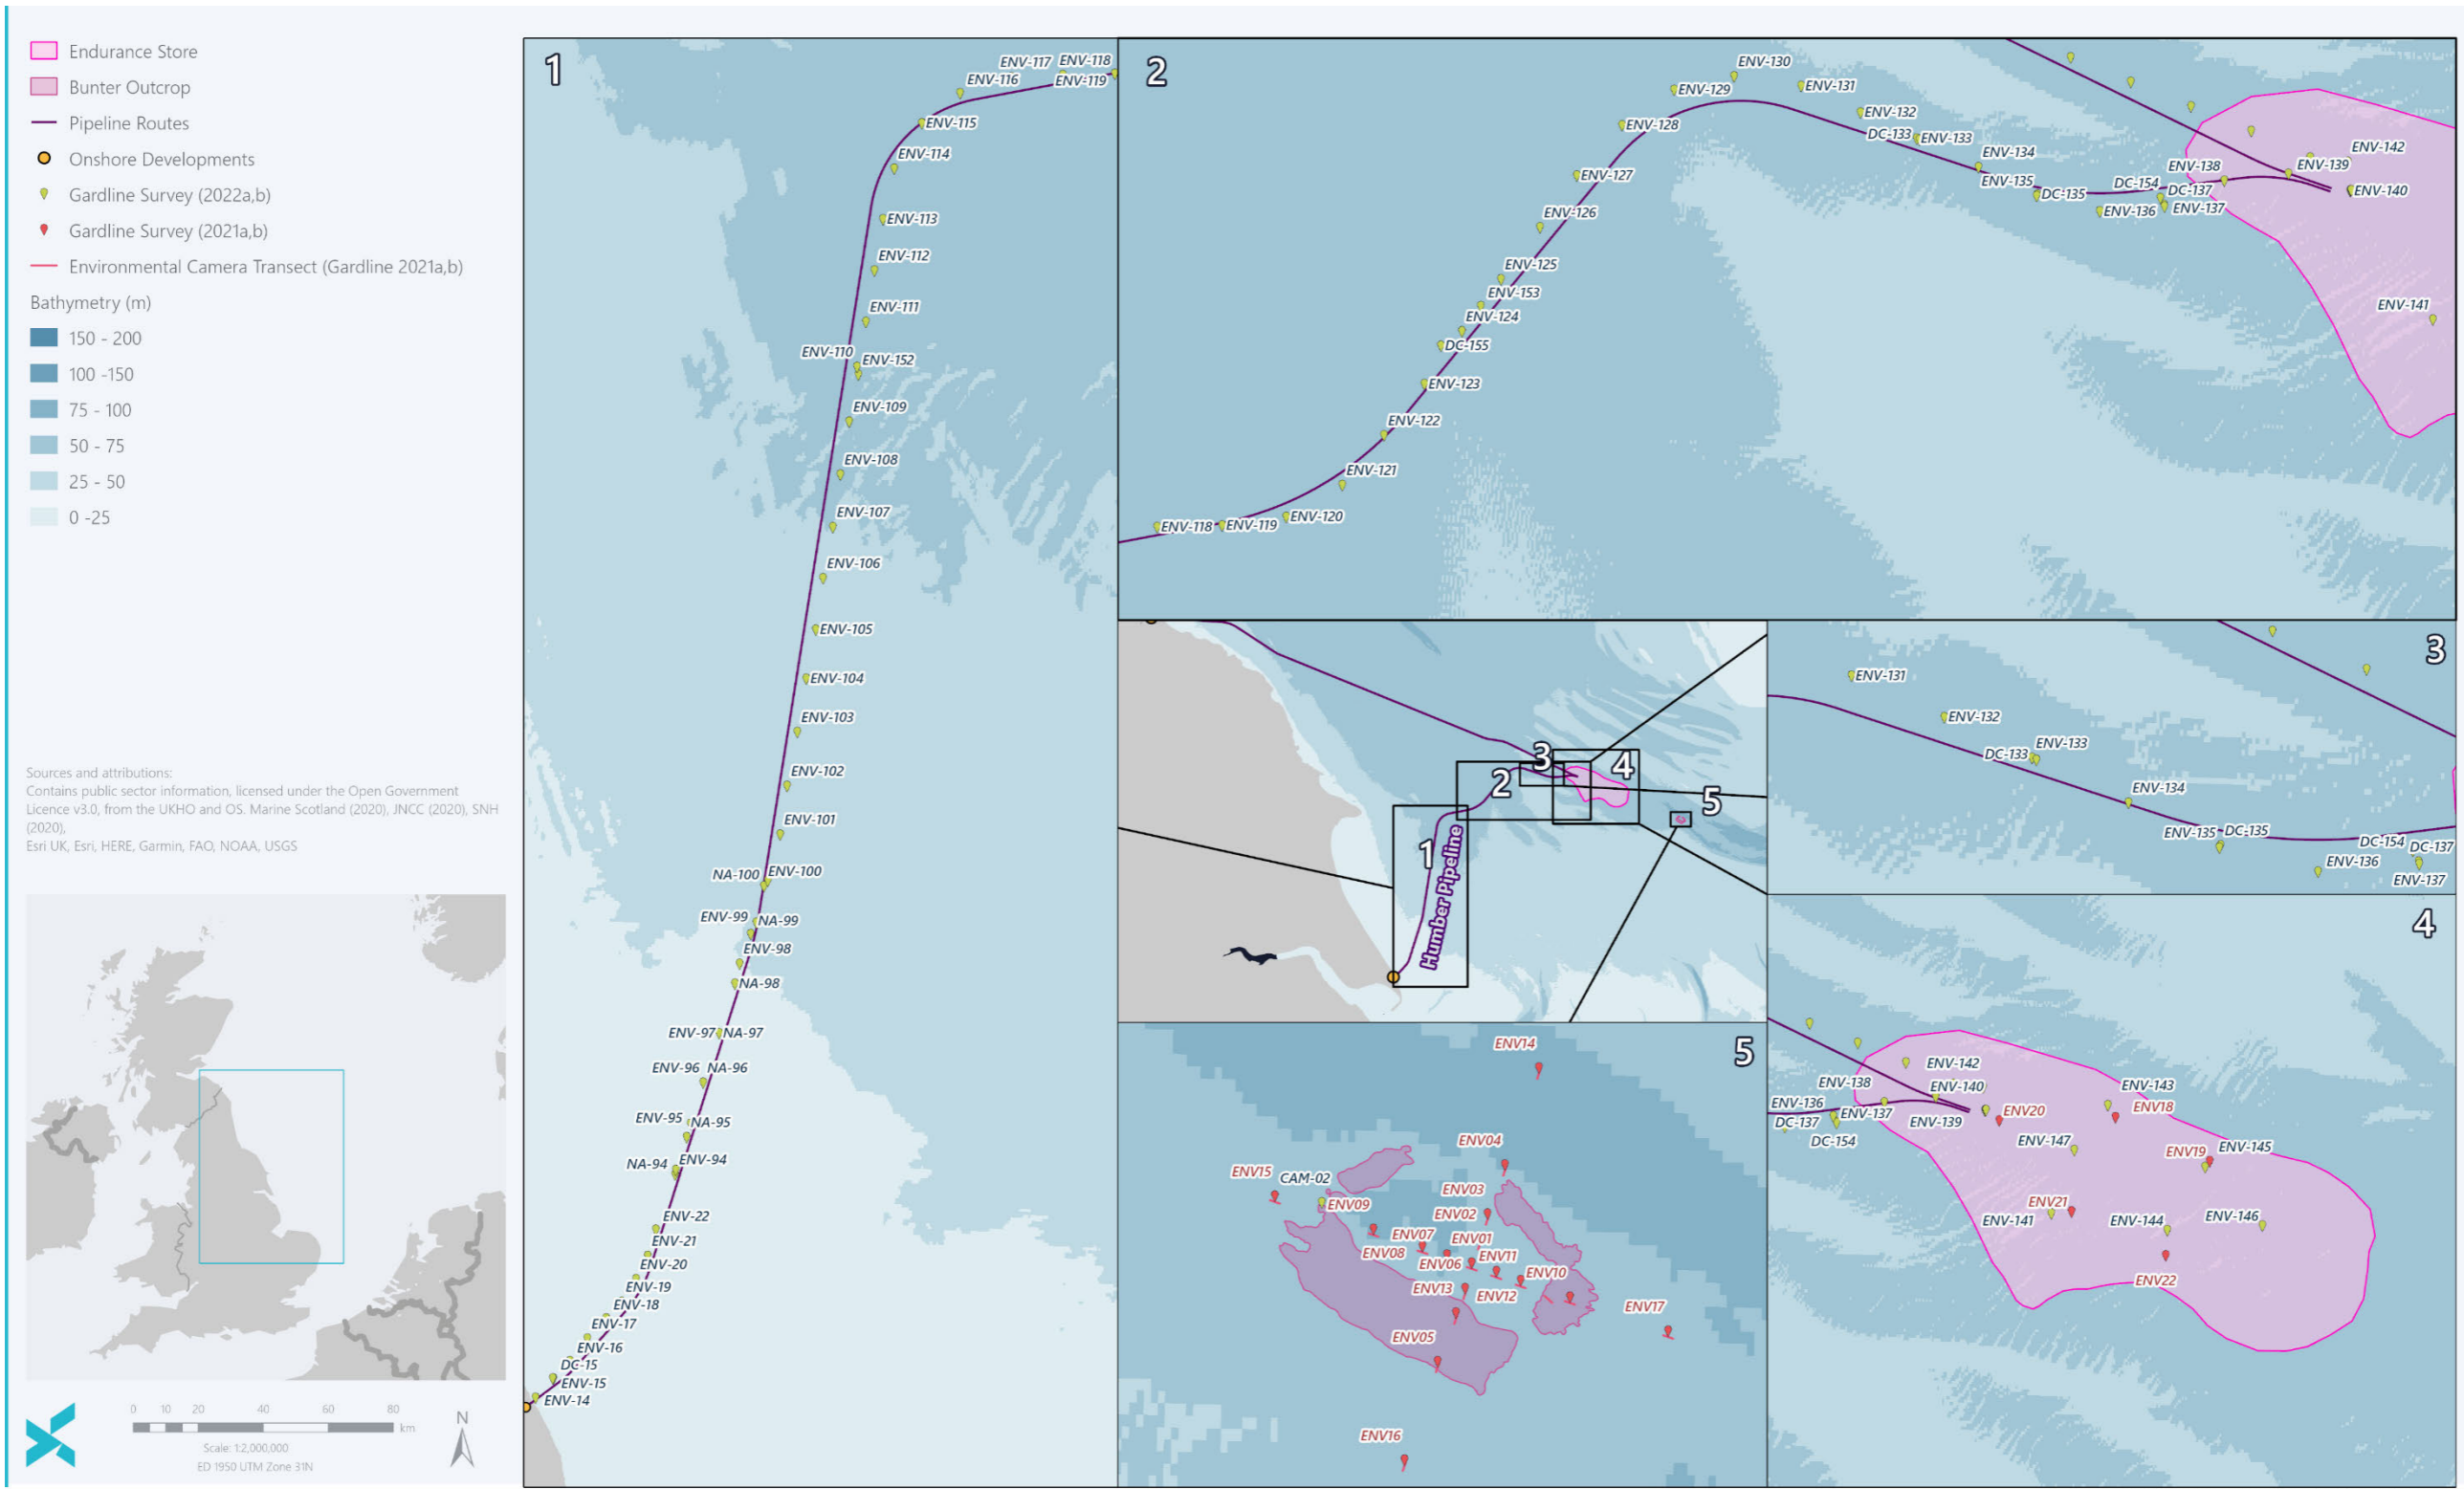 Endurance Store
Bunter Outcrop
Pipeline Routes
Onshore Developments
Gardline Survey (2022a,b)
Gardline Survey (2021a,b)
Environmental Camera Transect (Gardline 2021a,b)
Bathymetry (m)
150 - 200
100 -150
75 - 100
50 - 75
25 - 50
0 -25
Sources and attributions:
Contains public sector information, licensed under the Open Government
Licence v3.0, from the UKHO and OS. Marine Scotland (2020), JNCC (2020), SNH
(2020),
Esri UK, Esri, HERE, Garmin, FAO, NOAA, USGS
0 10 20 40 60 80
km
Scale: 1:2,000,000
ED 1950 UTM Zone 31N
N
1
ENV-117 ENV-118
ENV-116 ENV-119
ENV-115
ENV-114
ENV-113
ENV-112
ENV-111
ENV-110 ENV-152
ENV-109
ENV-108
ENV-107
ENV-106
ENV-105
ENV-104
ENV-103
ENV-102
ENV-101
NA-100 ENV-100
ENV-99 NA-99
ENV-98
NA-98
ENV-97 NA-97
ENV-96 NA-96
ENV-95 NA-95
NA-94 ENV-94
ENV-22
ENV-21
ENV-20
ENV-19
ENV-18
ENV-17
ENV-16
DC-15
ENV-15
ENV-14
2
ENV-130
ENV-129 ENV-131
ENV-132
ENV-128 DC-133 ENV-133
ENV-134
ENV-142
ENV-138 ENV-139
ENV-127 ENV-135 DC-154
DC-135 DC-137 ENV-140
ENV-126 ENV-136 ENV-137
ENV-125
ENV-153
ENV-141
ENV-124
DC-155
ENV-123
ENV-122
ENV-121
ENV-120
ENV-118 ENV-119
3
4
2
5
1
Humber Pipeline
3
ENV-131
ENV-132
DC-133 ENV-133
ENV-134
ENV-135 DC-135
DC-154 DC-137
ENV-136
ENV-137
4
ENV-142
ENV-138 ENV-140 ENV-143
ENV-136 ENV-137 ENV20 ENV18
DC-137 ENV-139
DC-154 ENV-147 ENV19 ENV-145
ENV21
ENV-141 ENV-144 ENV-146
ENV22
5
ENV14
ENV04
ENV15 CAM-02
ENV03
ENV09 ENV02
ENV07 ENV01
ENV08 ENV11
ENV06 ENV10
ENV13 ENV12
ENV17
ENV05
ENV16